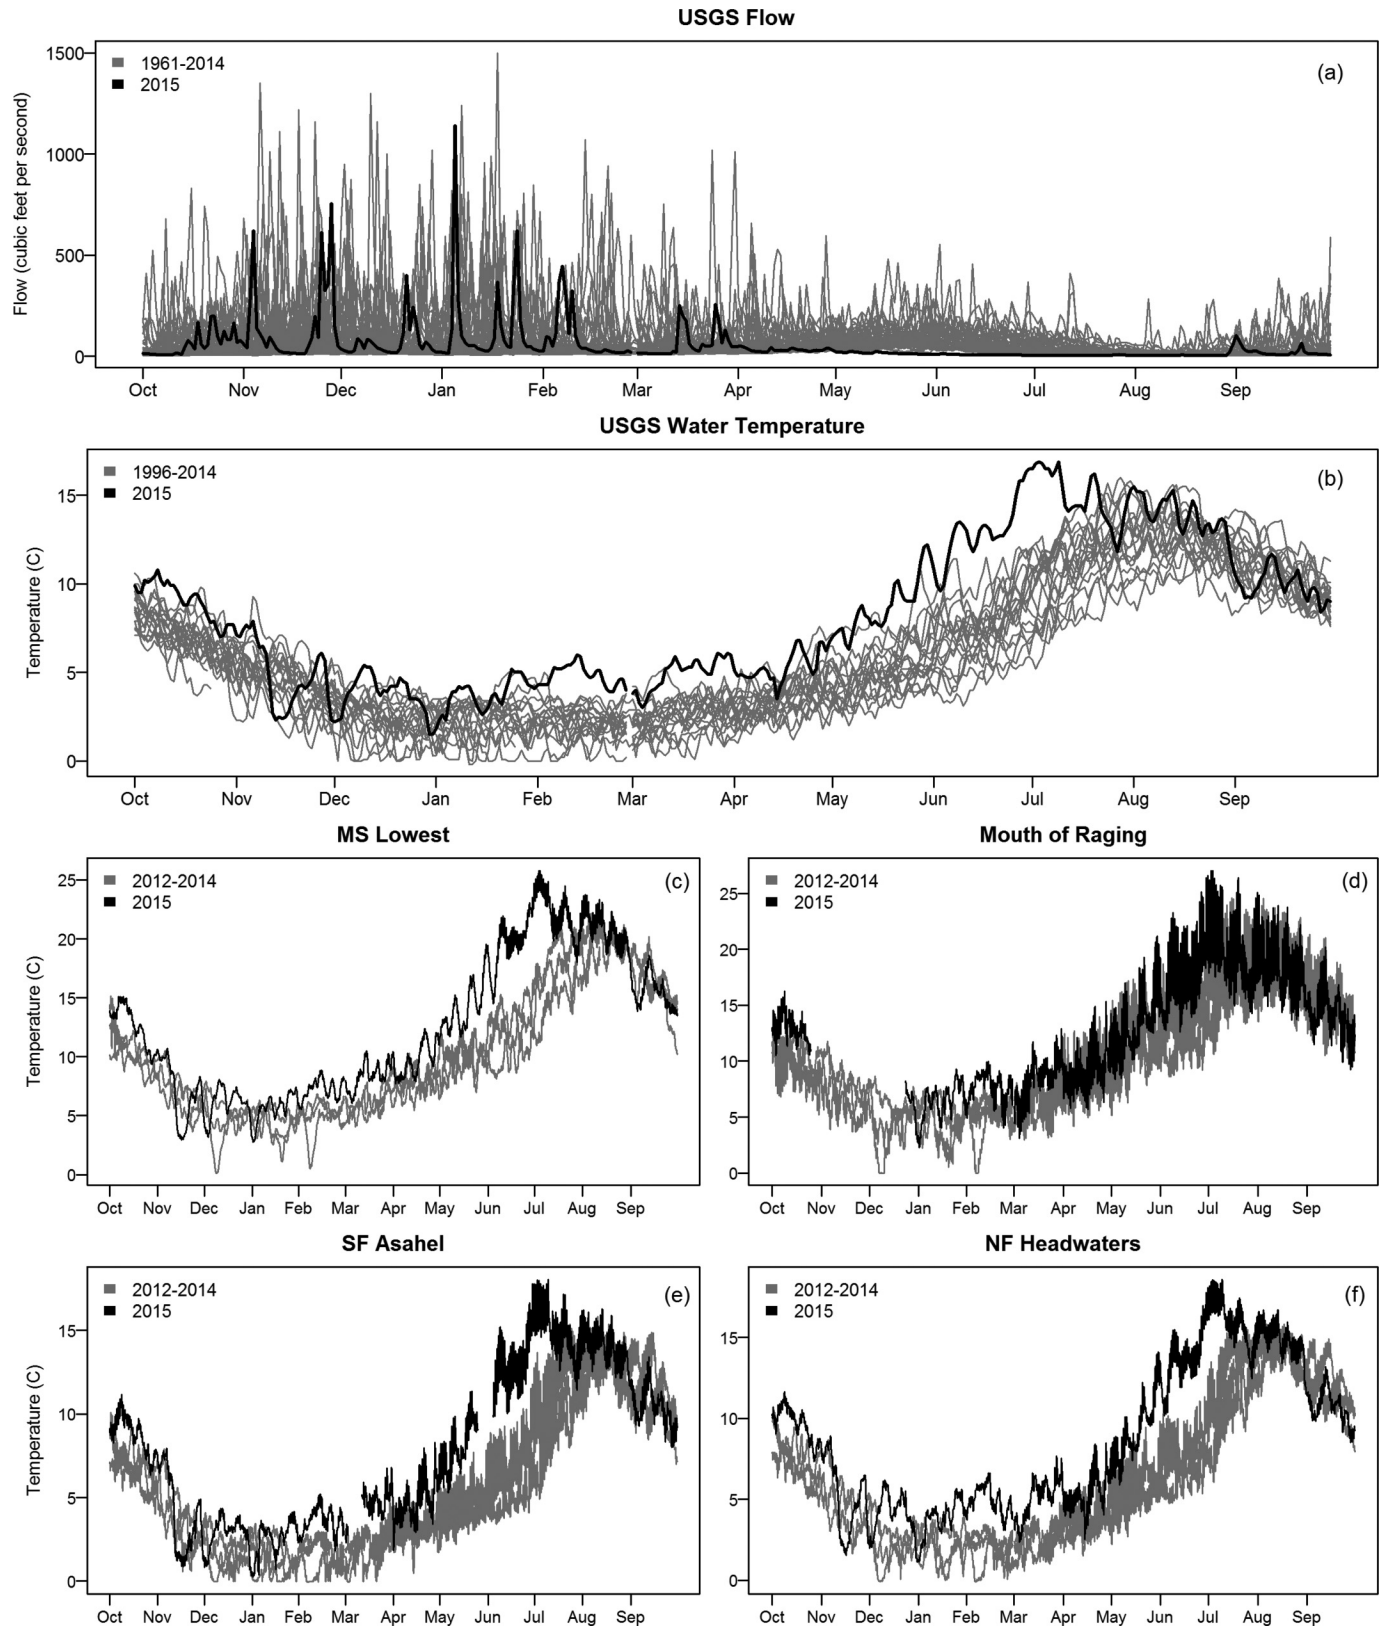 USGS Flow
1961-2014
2015
(a)
Flow (cubic feet per second)
1500
1000
500
0
Oct Nov Dec Jan Feb Mar Apr May Jun Jul Aug Sep
USGS Water Temperature
1996-2014
2015
(b)
Temperature (C)
15
10
5
0
Oct Nov Dec Jan Feb Mar Apr May Jun Jul Aug Sep
MS Lowest
2012-2014
2015
(c)
Temperature (C)
25
20
15
10
5
0
Oct Nov Dec Jan Feb Mar Apr May Jun Jul Aug Sep
Mouth of Raging
2012-2014
2015
(d)
25
20
15
10
5
0
Oct Nov Dec Jan Feb Mar Apr May Jun Jul Aug Sep
SF Asahel
2012-2014
2015
(e)
Temperature (C)
15
10
5
0
Oct Nov Dec Jan Feb Mar Apr May Jun Jul Aug Sep
NF Headwaters
2012-2014
2015
(f)
15
10
5
0
Oct Nov Dec Jan Feb Mar Apr May Jun Jul Aug Sep